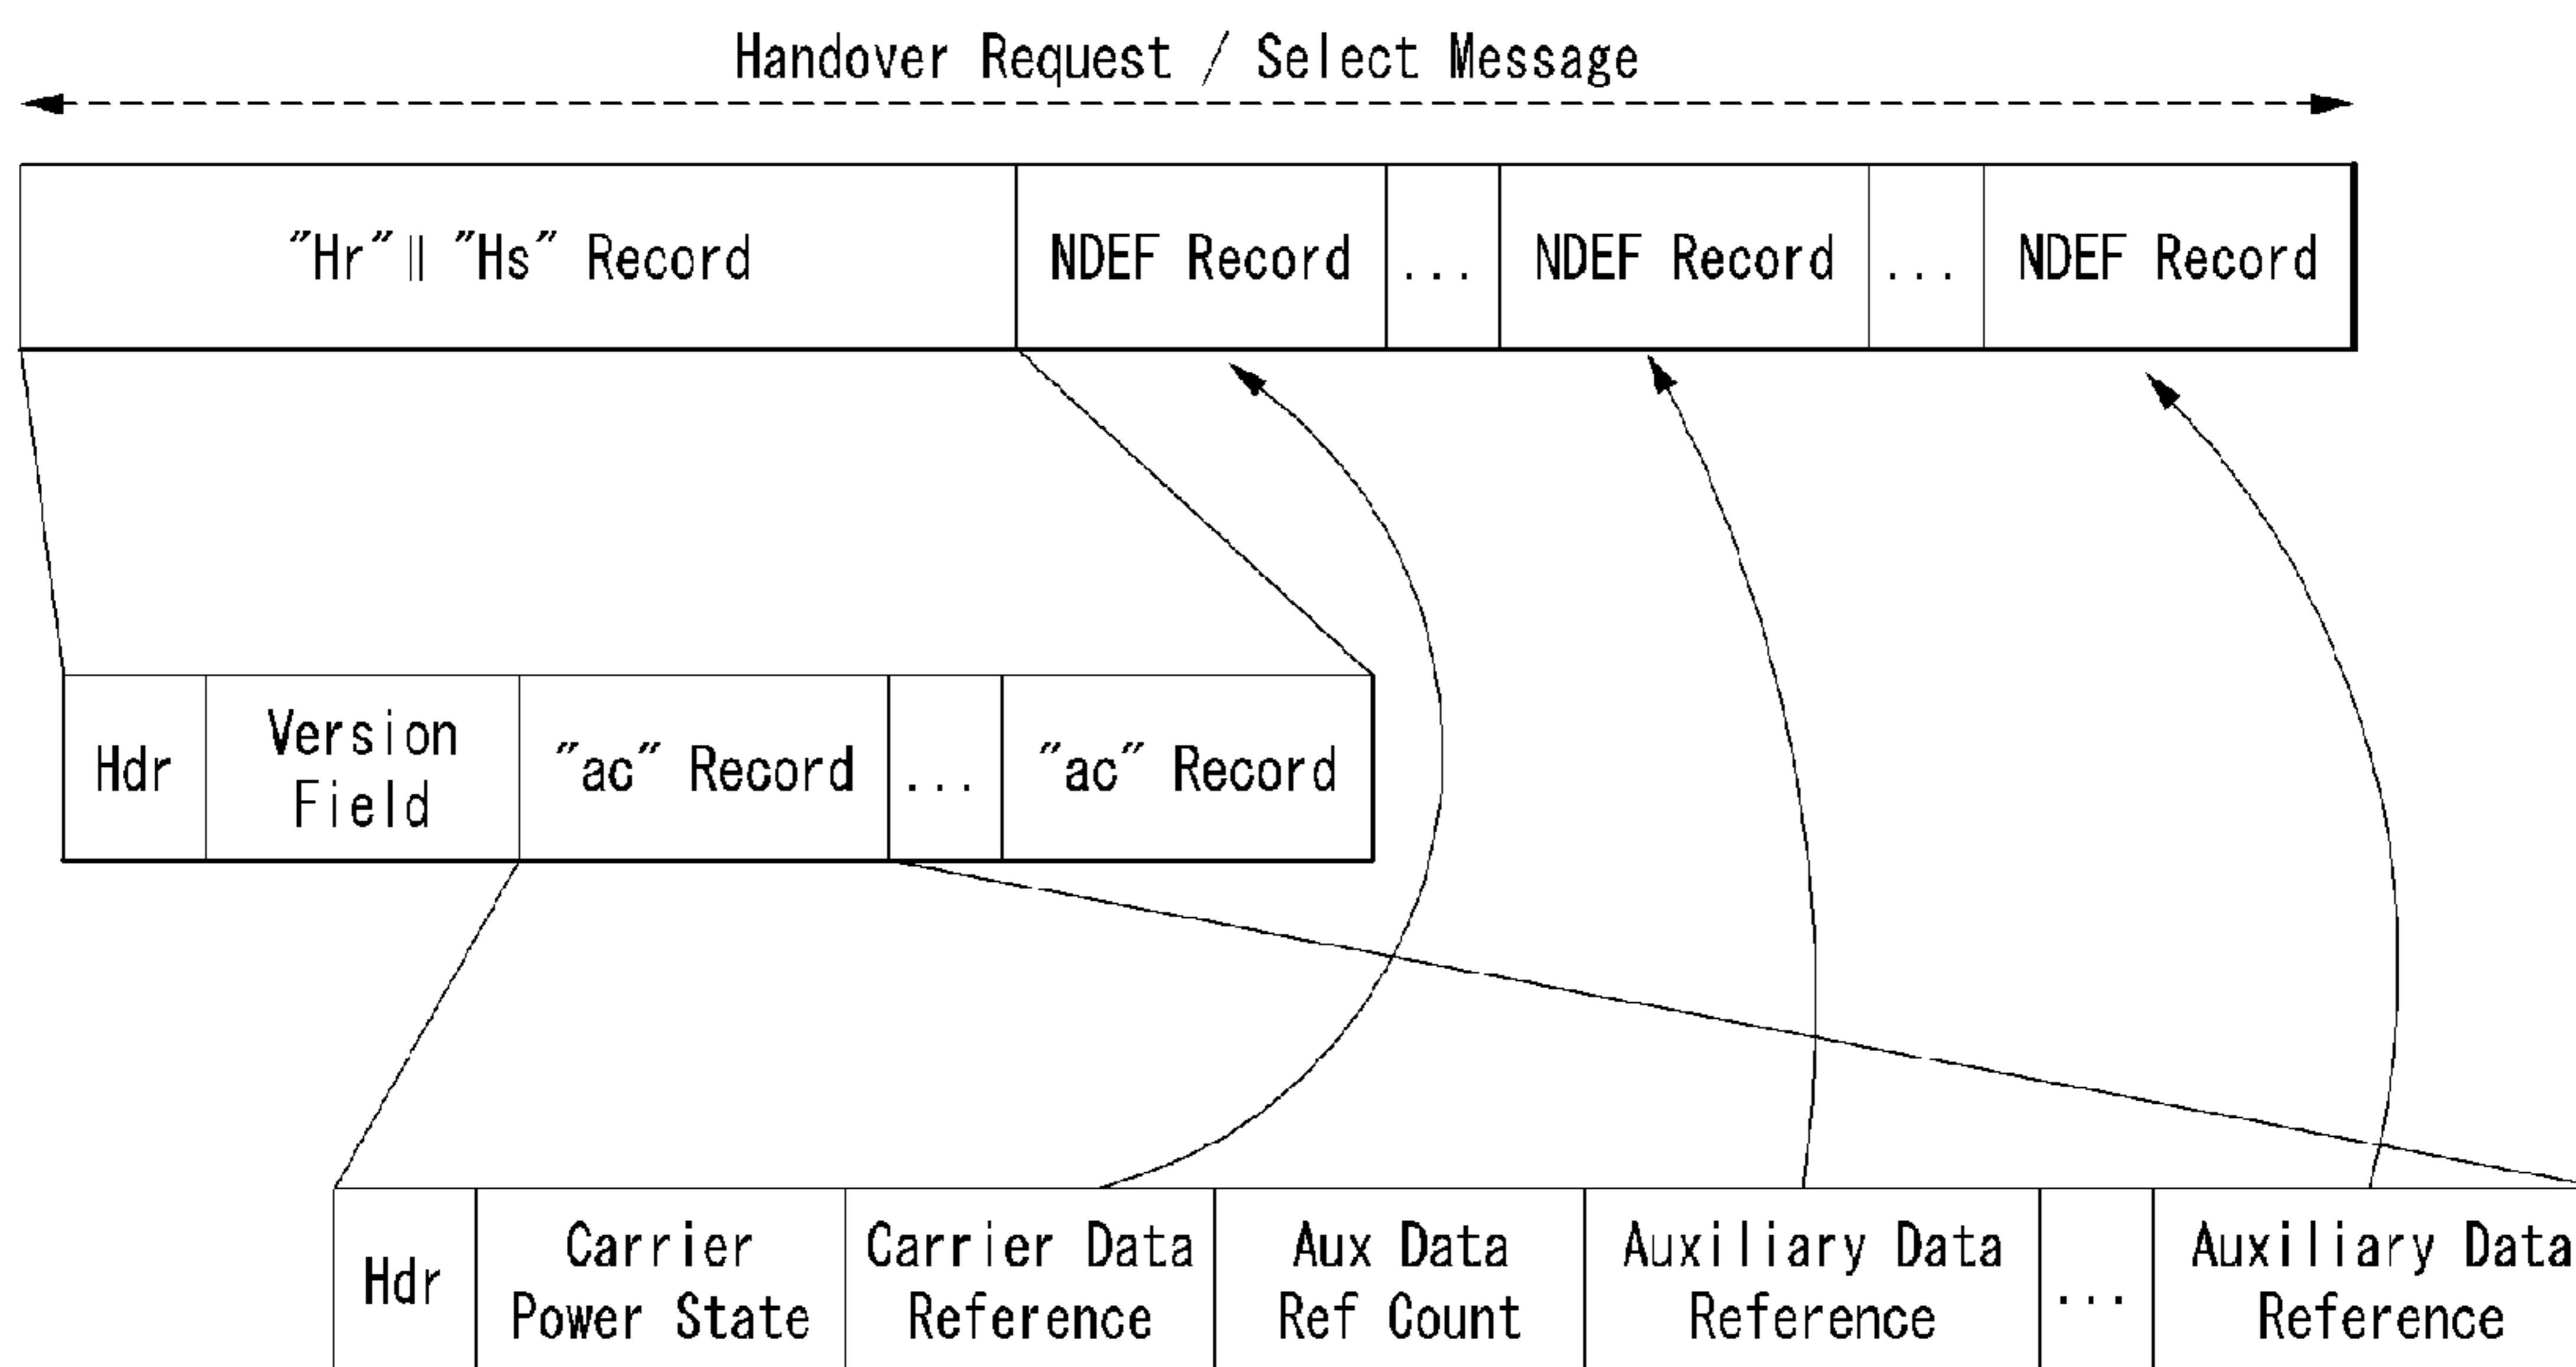 Handover Request / Select Message
"Hr"‖ "Hs" Record NDEF Record ... NDEF Record ... NDEF Record
Hdr Version Field "ac" Record ... "ac" Record
Hdr Carrier Power State Carrier Data Reference Aux Data Ref Count Auxiliary Data Reference ... Auxiliary Data Reference